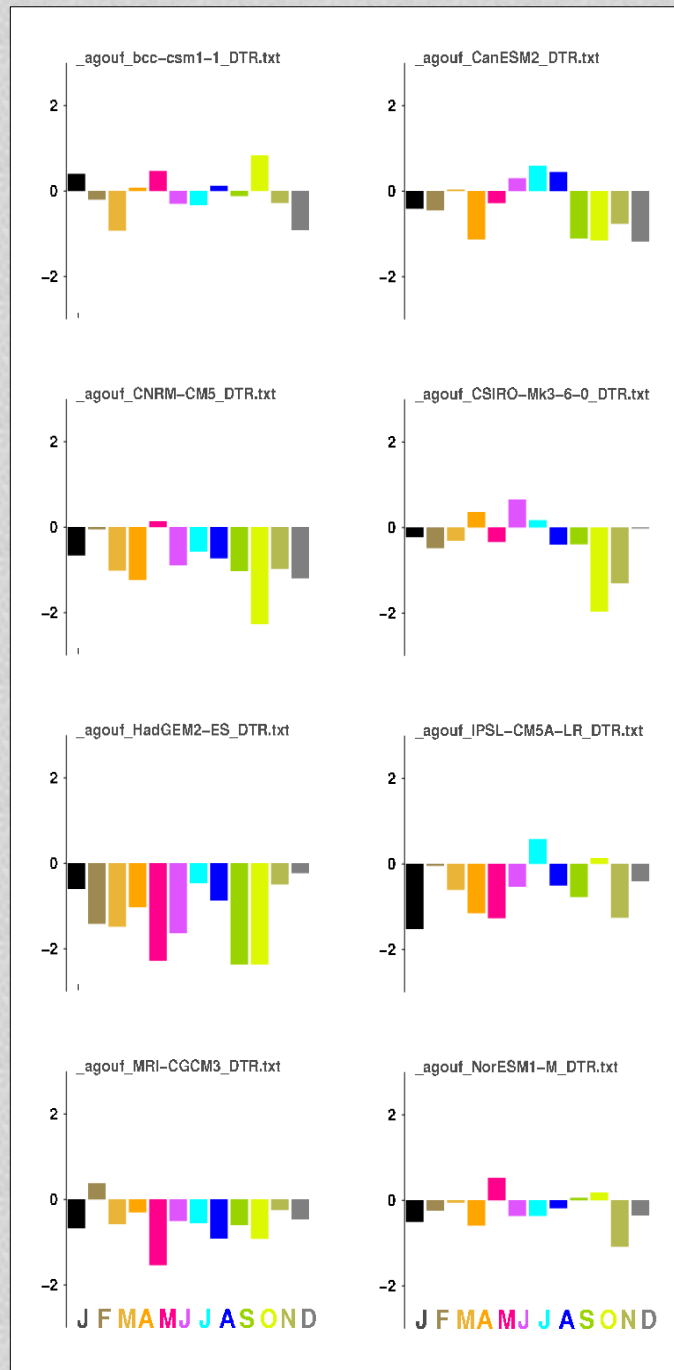 _agouf_bcc-csm1-1_DTR.txt
2
0
−2
_agouf_CanESM2_DTR.txt
2
0
−2
_agouf_CNRM-CM5_DTR.txt
2
0
−2
_agouf_CSIRO-Mk3-6-0_DTR.txt
2
0
−2
_agouf_HadGEM2-ES_DTR.txt
2
0
−2
_agouf_IPSL-CM5A-LR_DTR.txt
2
0
−2
_agouf_MRI-CGCM3_DTR.txt
2
0
−2
J F M A M J J A S O N D
_agouf_NorESM1-M_DTR.txt
2
0
−2
J F M A M J J A S O N D